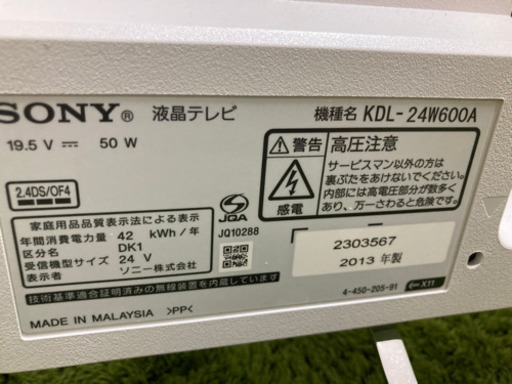 SONY® 液晶テレビ 機種名 KDL-24W600A
19.5 V ⎓ 50 W
2.4DS/OF4
家庭用品品質表示法による表示
年間消費電力量 42 kWh/年
区分名 DK1
受信機型サイズ 24 V
表示者 ソニー株式会社
技術基準適合証明済みの無線装置を内蔵しています
MADE IN MALAYSIA >PP<
JQA
JQ10288
警告 高圧注意
感電
サービスマン以外の方は
裏ぶたをあけないでください。
内部には高電圧部分が数多く
あり、万一さわると危険です。
2303567
2013 年製
4-450-205-91 X11